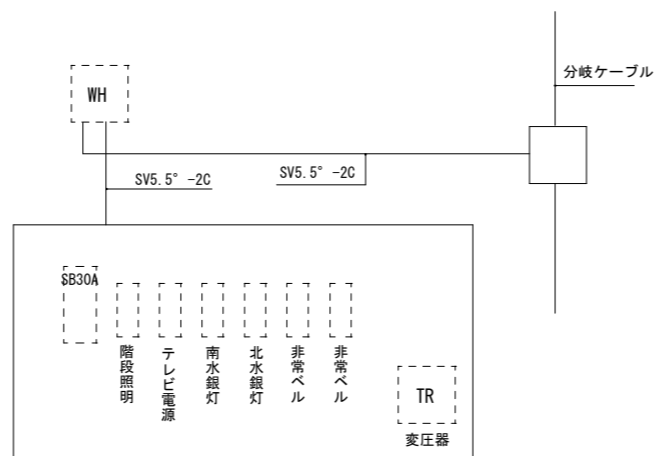 分岐ケーブル
WH
SV5.5° -2C
SV5.5° -2C
SB30A
階段照明
テレビ電源
南水銀灯
北水銀灯
非常ベル
非常ベル
TR
変圧器